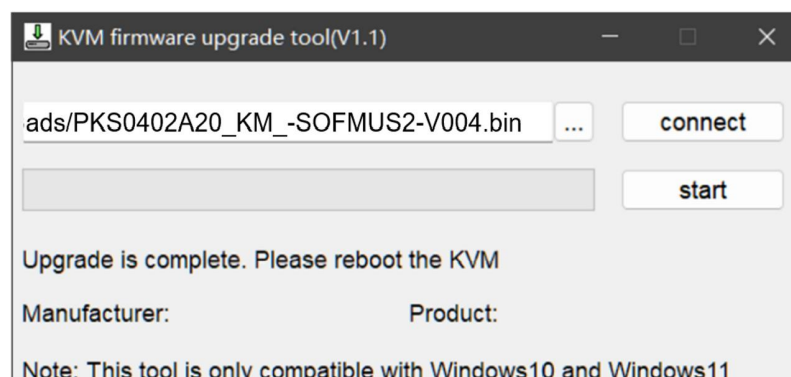 KVM firmware upgrade tool(V1.1)
ads/PKS0402A20_KM_-SOFMUS2-V004.bin ... connect
start
Upgrade is complete. Please reboot the KVM
Manufacturer: Product:
Note: This tool is only compatible with Windows10 and Windows11